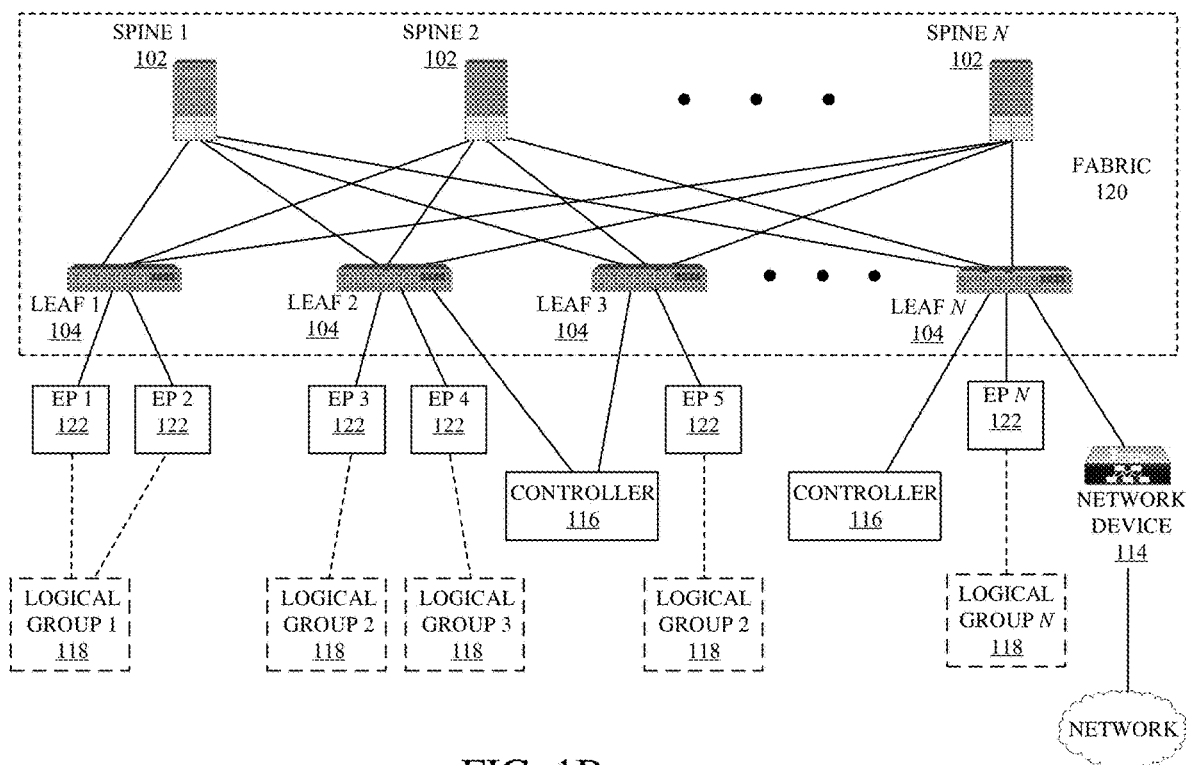 SPINE 1
102
SPINE 2
102
SPINE N
102
FABRIC
120
LEAF 1
104
LEAF 2
104
LEAF 3
104
LEAF N
104
EP 1
122
EP 2
122
EP 3
122
EP 4
122
EP 5
122
EP N
122
CONTROLLER
116
CONTROLLER
116
NETWORK
DEVICE
114
LOGICAL
GROUP 1
118
LOGICAL
GROUP 2
118
LOGICAL
GROUP 3
118
LOGICAL
GROUP 2
118
LOGICAL
GROUP N
118
NETWORK
FIG. 1B